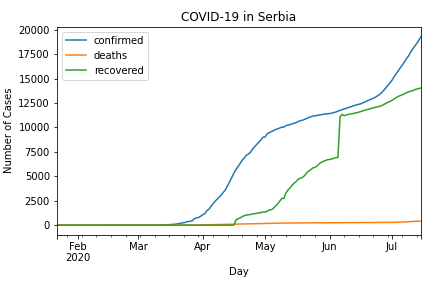 COVID-19 in Serbia
confirmed
deaths
recovered
Number of Cases
20000
17500
15000
12500
10000
7500
5000
2500
0
Feb
2020
Mar
Apr
May
Jun
Jul
Day